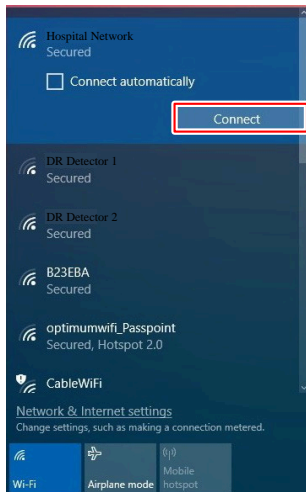 Hospital Network
Secured
Connect automatically
Connect
DR Detector 1
Secured
DR Detector 2
Secured
B23EBA
Secured
optimumwifi_Passpoint
Secured, Hotspot 2.0
CableWiFi
Network & Internet settings
Change settings, such as making a connection metered.
Wi-Fi
Airplane mode
Mobile
hotspot